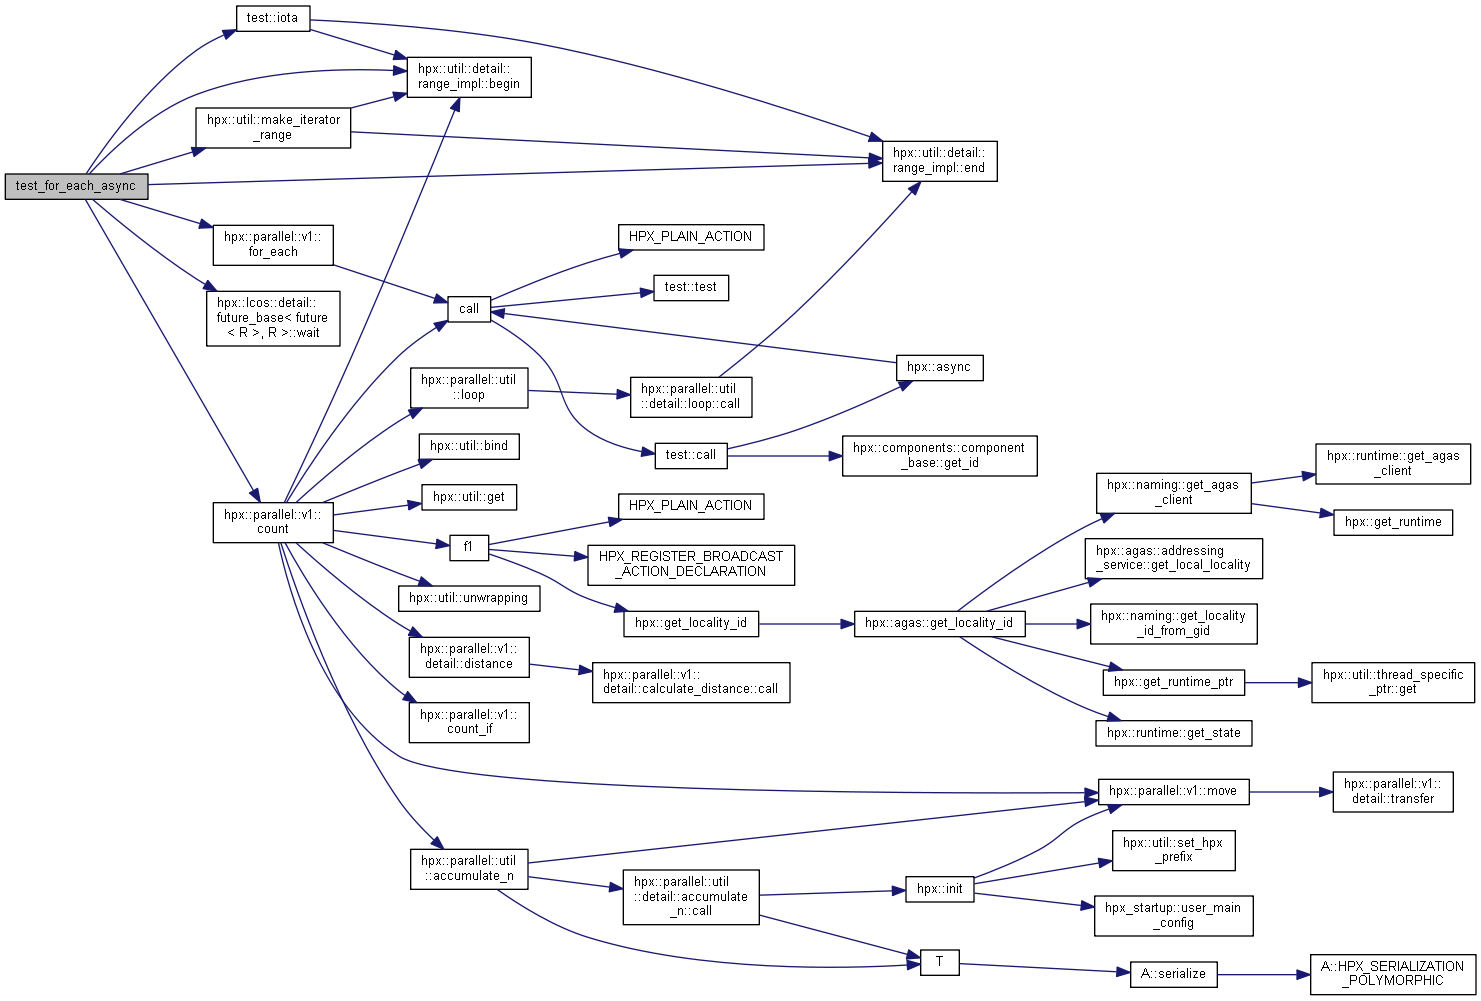 test::iota
hpx::util::detail::
range_impl::begin
hpx::util::make_iterator
_range
hpx::util::detail::
range_impl::end
test_for_each_async
hpx::parallel::v1::
for_each
HPX_PLAIN_ACTION
test::test
hpx::lcos::detail::
future_base< future
< R >, R >::wait
call
hpx::async
hpx::parallel::util
::loop
hpx::parallel::util
::detail::loop::call
hpx::util::bind
test::call
hpx::components::component
_base::get_id
hpx::runtime::get_agas
_client
hpx::naming::get_agas
_client
hpx::util::get
HPX_PLAIN_ACTION
hpx::get_runtime
hpx::parallel::v1::
count
f1
HPX_REGISTER_BROADCAST
_ACTION_DECLARATION
hpx::agas::addressing
_service::get_local_locality
hpx::util::unwrapping
hpx::get_locality_id
hpx::agas::get_locality_id
hpx::naming::get_locality
_id_from_gid
hpx::parallel::v1::
detail::distance
hpx::parallel::v1::
detail::calculate_distance::call
hpx::get_runtime_ptr
hpx::util::thread_specific
_ptr::get
hpx::parallel::v1::
count_if
hpx::runtime::get_state
hpx::parallel::v1::move
hpx::parallel::v1::
detail::transfer
hpx::util::set_hpx
_prefix
hpx::parallel::util
::accumulate_n
hpx::parallel::util
::detail::accumulate
_n::call
hpx::init
hpx_startup::user_main
_config
T
A::serialize
A::HPX_SERIALIZATION
_POLYMORPHIC